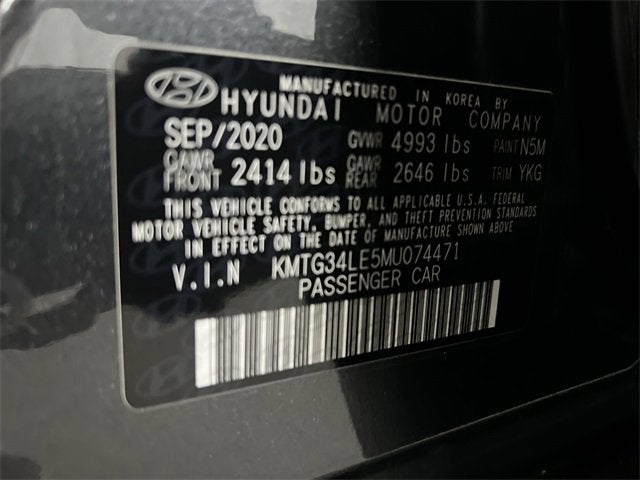 MANUFACTURED IN KOREA BY
HYUNDAI MOTOR COMPANY
SEP/2020 GVWR 4993 lbs PAINT N5M
GAWR FRONT 2414 lbs GAWR REAR 2646 lbs TRIM YKG
THIS VEHICLE CONFORMS TO ALL APPLICABLE U.S.A. FEDERAL
MOTOR VEHICLE SAFETY, BUMPER, AND THEFT PREVENTION STANDARDS
IN EFFECT ON THE DATE OF MANUFACTURE SHOWN ABOVE.
V.I.N KMTG34LE5MU074471
PASSENGER CAR